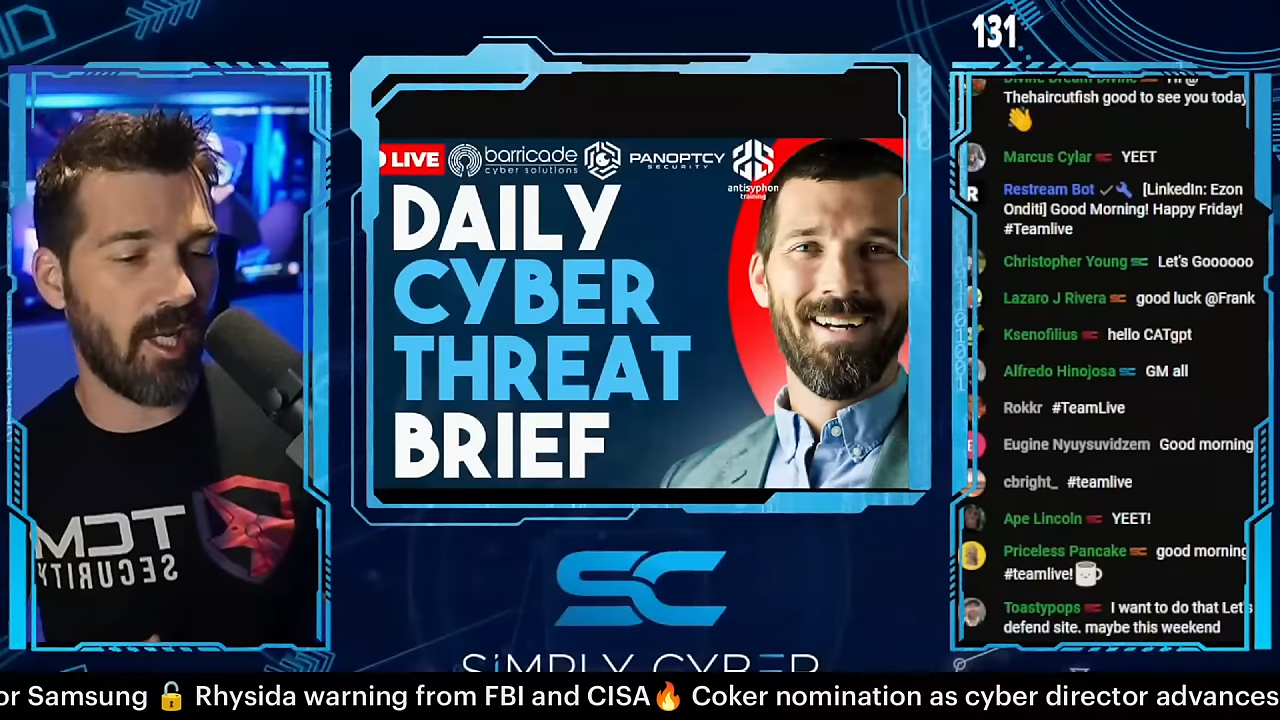 131
Thehaircutfish good to see you today
Marcus Cylar YEET
Restream Bot [LinkedIn: Ezon
Onditi] Good Morning! Happy Friday!
#Teamlive
Christopher Young Let's Goooooo
Lazaro J Rivera good luck @Frank
Ksenofilius hello CATgpt
Alfredo Hinojosa GM all
Rokkr #TeamLive
Eugine Nyuysuvidzem Good morning
cbright_ #teamlive
Ape Lincoln YEET!
Priceless Pancake good morning
#teamlive!
Toastypops I want to do that Let's
defend site. maybe this weekend
LIVE
barricade
cyber solutions
PANOPTCY
SECURITY
antisyphon
training
DAILY
CYBER
THREAT
BRIEF
TCM
SECURITY
SC
SIMPLY CYBER
or Samsung 🔓 Rhysida warning from FBI and CISA🔥 Coker nomination as cyber director advances